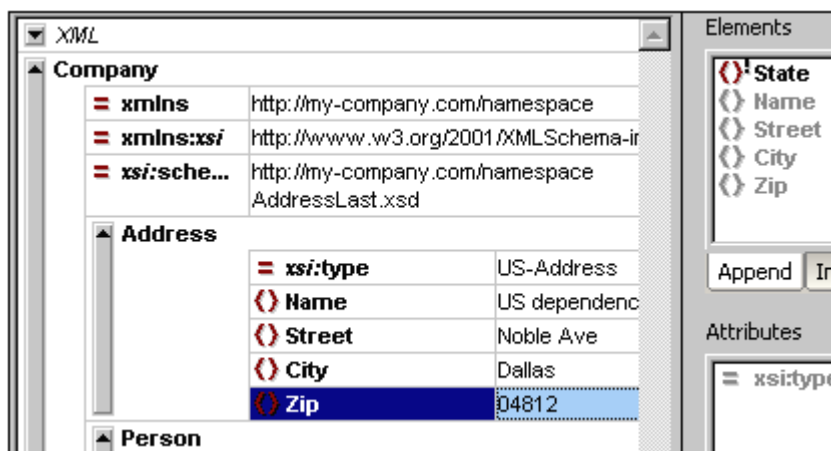 XML
Company
= xmlns http://my-company.com/namespace
= xmlns:xsi http://www.w3.org/2001/XMLSchema-in
= xsi:sche... http://my-company.com/namespace
AddressLast.xsd
Address
= xsi:type US-Address
() Name US dependenc
() Street Noble Ave
() City Dallas
() Zip 04812
Person
Elements
()! State
() Name
() Street
() City
() Zip
Append In
Attributes
= xsi:type